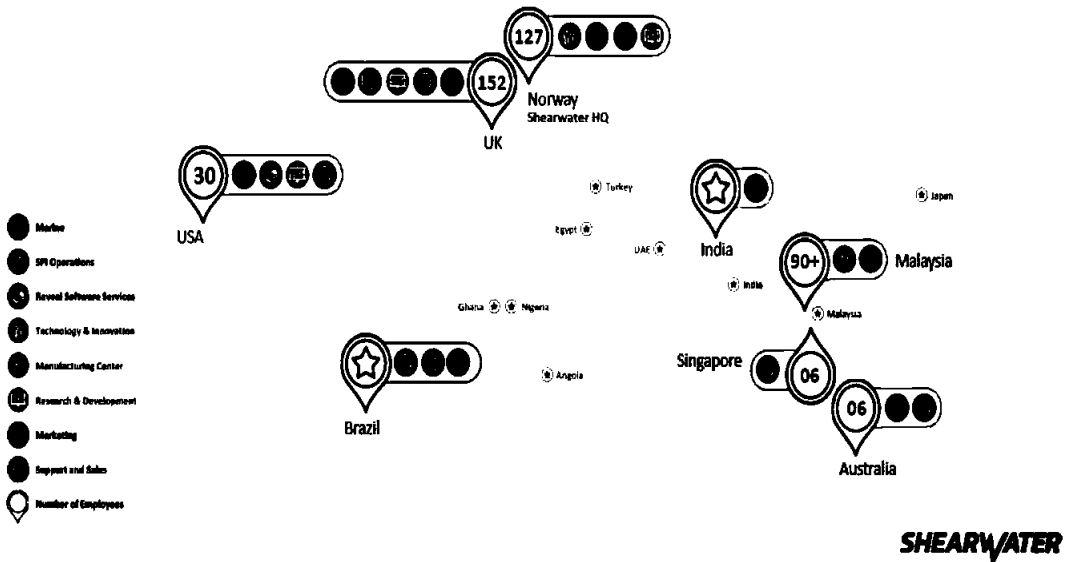 127
152
Norway
Shearwater HQ
UK
30
USA
Turkey
Japan
Egypt
India
UAE
90+
Malaysia
India
Marine
SPI Operations
Reveal Software Services
Technology & Innovation
Manufacturing Center
Research & Development
Marketing
Support and Sales
Number of Employees
Ghana
Nigeria
Malaysia
Singapore
06
Angola
Brazil
06
Australia
SHEARWATER